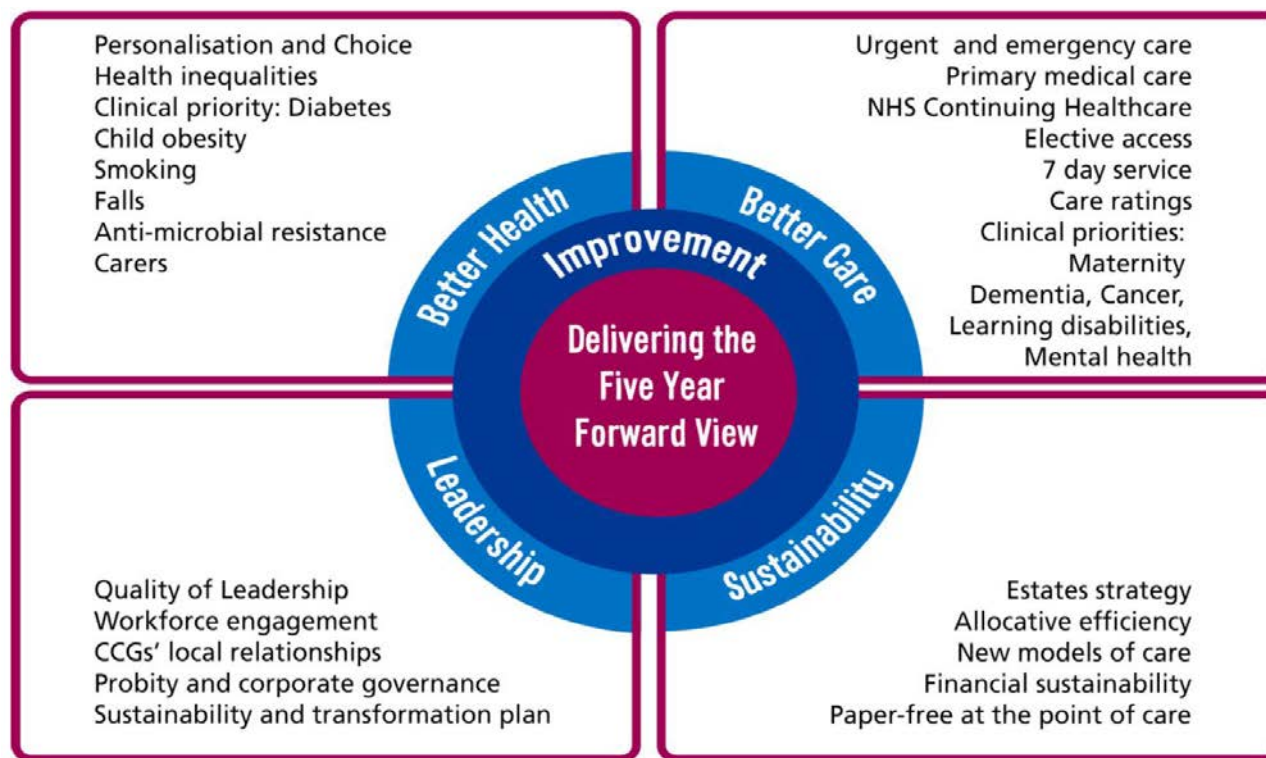 Personalisation and Choice
Health inequalities
Clinical priority: Diabetes
Child obesity
Smoking
Falls
Anti-microbial resistance
Carers
Urgent and emergency care
Primary medical care
NHS Continuing Healthcare
Elective access
7 day service
Care ratings
Clinical priorities:
Maternity
Dementia, Cancer,
Learning disabilities,
Mental health
Better Health
Better Care
Improvement
Delivering the
Five Year
Forward View
Leadership
Sustainability
Quality of Leadership
Workforce engagement
CCGs' local relationships
Probity and corporate governance
Sustainability and transformation plan
Estates strategy
Allocative efficiency
New models of care
Financial sustainability
Paper-free at the point of care